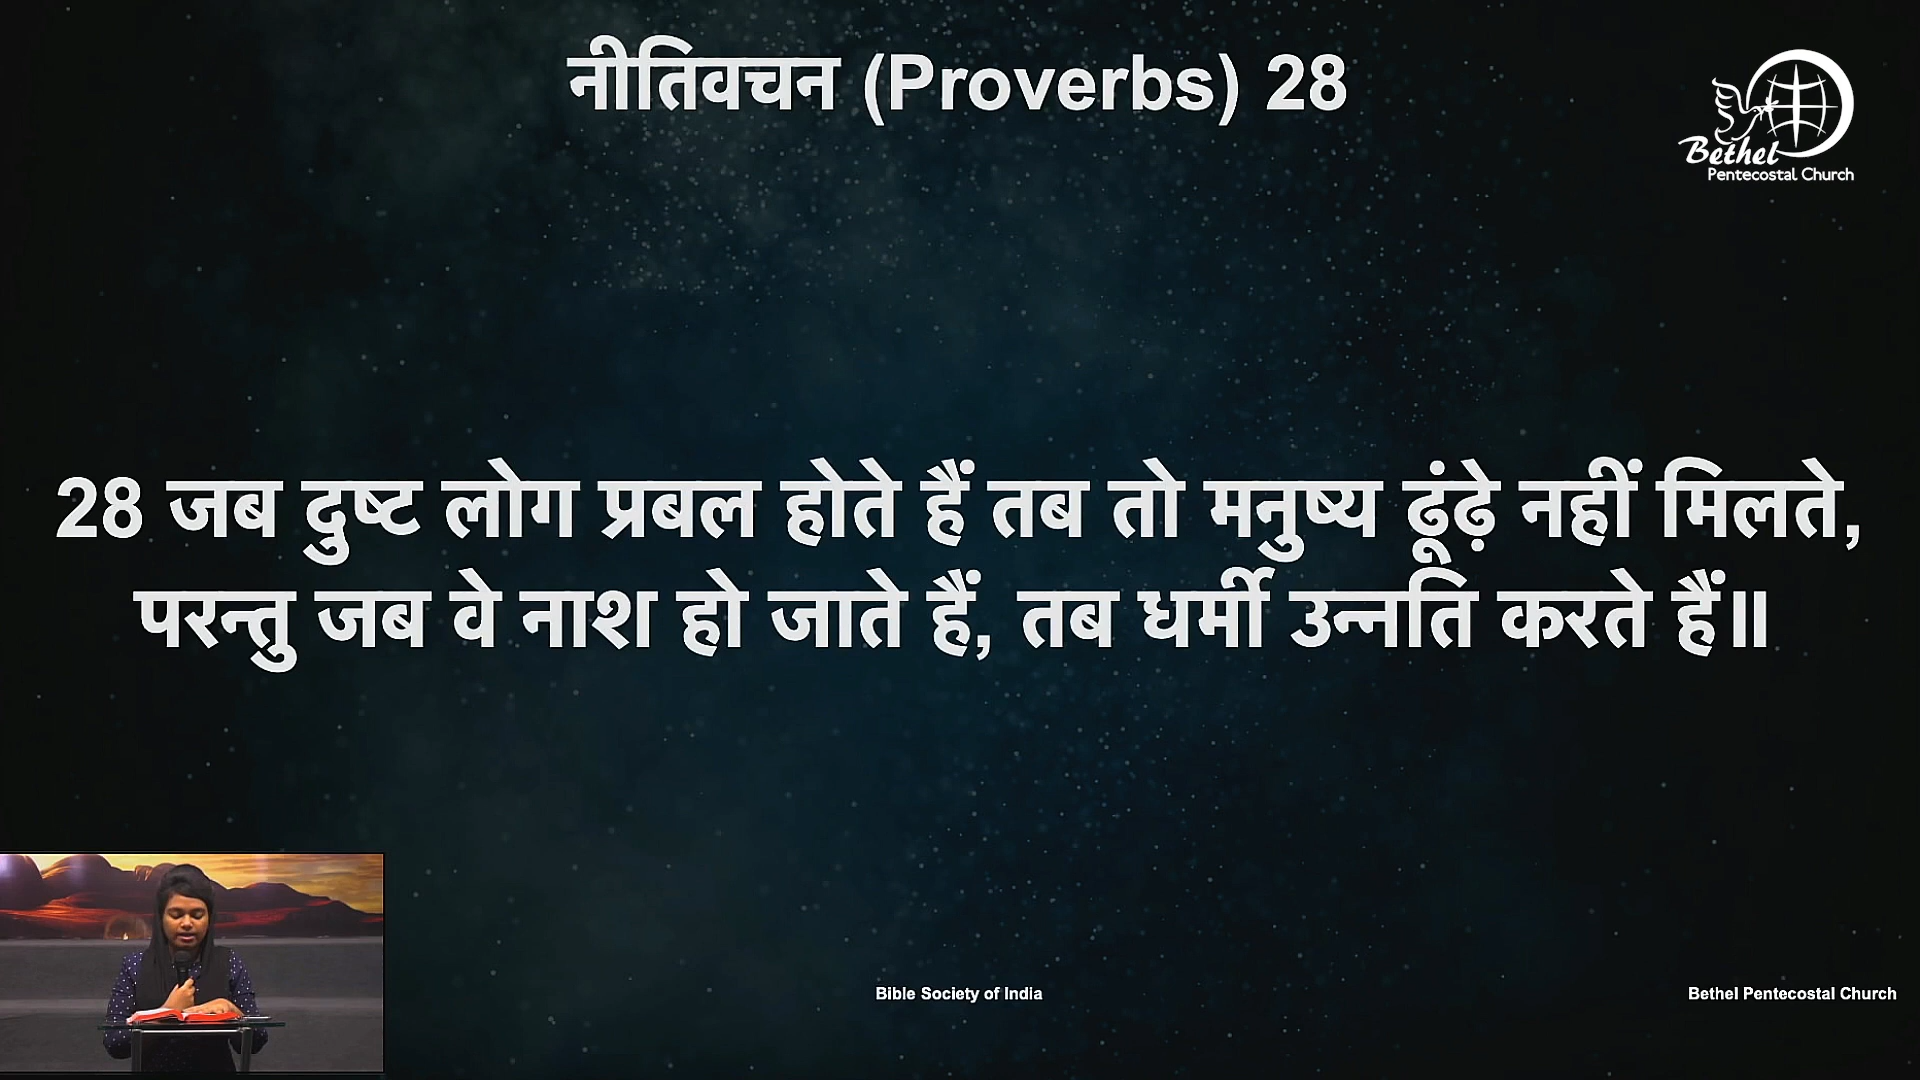 नीतिवचन (Proverbs) 28
Bethel
Pentecostal Church
28 जब दुष्ट लोग प्रबल होते हैं तब तो मनुष्य ढूंढ़े नहीं मिलते,
परन्तु जब वे नाश हो जाते हैं, तब धर्मी उन्नति करते हैं॥
Bible Society of India
Bethel Pentecostal Church